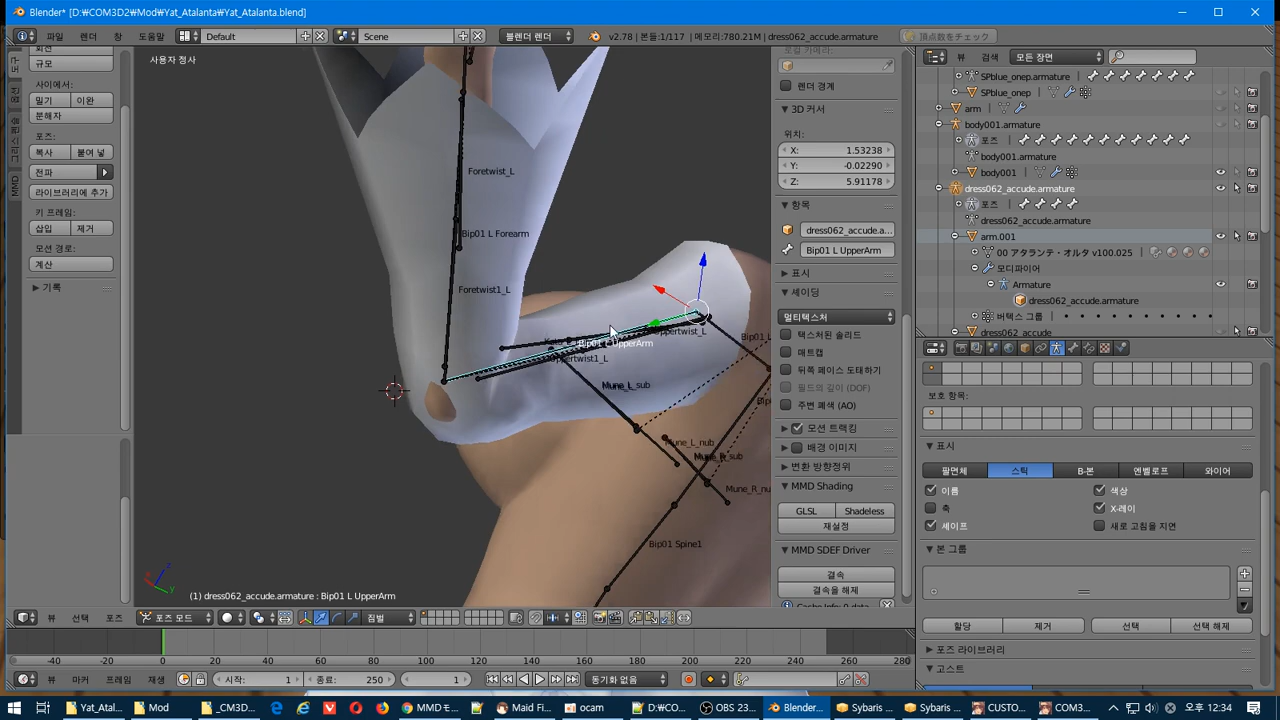 Blender* [D:₩COM3D2₩Mod₩Yat_Atalanta₩Yat_Atalanta.blend]
파일 렌더 창 도움말 Default Scene 블렌더 렌더 v2.78 | 본들:1/117 | 메모리:780.21M | dress062_accude.armature 頂点数をチェック
규모
사이에서:
밀기 이완
분해자
포즈:
복사 붙여 넣
전파
라이브러리에 추가
키 프레임:
삽입 제거
모션 경로:
계산
기록
MMD
사용자 정사
Foretwist_L
Bip01 L Forearm
Foretwist1_L
Uppertwist_L
Bip01 L UpperArm
Uppertwist1_L
Mune_L_sub
Mune_L_nub
Mune_R_sub
Mune_R_nu
Bip01 Spine1
(1) dress062_accude.armature : Bip01 L UpperArm
렌더 경계
3D 커서
위치:
X: 1.53238
Y: -0.02290
Z: 5.91178
항목
dress062_accude.a...
Bip01 L UpperArm
표시
셰이딩
멀티텍스처
텍스처된 솔리드
매트캡
뒤쪽 페이스 도태하기
필드의 깊이 (DOF)
주변 폐색 (AO)
모션 트랙킹
배경 이미지
변환 방향정위
MMD Shading
GLSL Shadeless
재설정
MMD SDEF Driver
결속
결속을 해제
뷰 검색 모든 장면
SPblue_onep.armature
SPblue_onep
arm
body001.armature
포즈
body001.armature
body001
dress062_accude.armature
포즈
dress062_accude.armature
arm.001
00 アタランテ・オルタ v100.025
모디파이어
Armature
dress062_accude.armature
버텍스 그룹
dress062_accude
보호 항목:
표시
팔면체 스틱 B-본 엔벨로프 와이어
이름 색상
축 X-레이
셰이프 새로 고침을 지연
본 그룹
할당 제거 선택 선택 해제
포즈 라이브러리
고스트
뷰 선택 포즈 포즈 모드 짐벌
-40 -20 0 20 40 60 80 100 120 140 160 180 200 220 240 260 280
뷰 마커 프레임 재생 시작: 1 종료: 250 1 동기화 없음
Yat_Atal... Mod _CM3D... MMDモ... Maid Fi... ocam D:₩CO... OBS 23... Blender... Sybaris ... Sybaris ... CUSTO... COM3... 오후 12:34